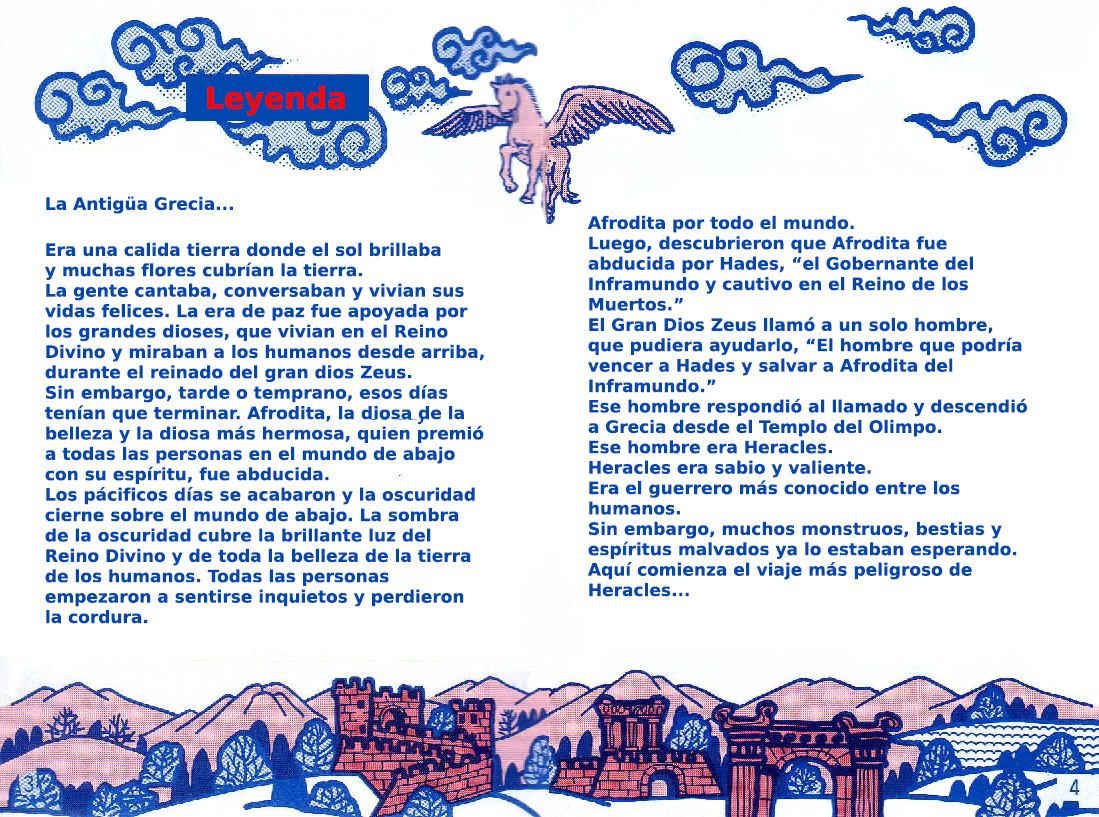 Leyenda
La Antigüa Grecia...
Era una calida tierra donde el sol brillaba
y muchas flores cubrían la tierra.
La gente cantaba, conversaban y vivian sus
vidas felices. La era de paz fue apoyada por
los grandes dioses, que vivian en el Reino
Divino y miraban a los humanos desde arriba,
durante el reinado del gran dios Zeus.
Sin embargo, tarde o temprano, esos días
tenían que terminar. Afrodita, la diosa de la
belleza y la diosa más hermosa, quien premió
a todas las personas en el mundo de abajo
con su espíritu, fue abducida.
Los pácificos días se acabaron y la oscuridad
cierne sobre el mundo de abajo. La sombra
de la oscuridad cubre la brillante luz del
Reino Divino y de toda la belleza de la tierra
de los humanos. Todas las personas
empezaron a sentirse inquietos y perdieron
la cordura.
Afrodita por todo el mundo.
Luego, descubrieron que Afrodita fue
abducida por Hades, “el Gobernante del
Inframundo y cautivo en el Reino de los
Muertos.”
El Gran Dios Zeus llamó a un solo hombre,
que pudiera ayudarlo, “El hombre que podría
vencer a Hades y salvar a Afrodita del
Inframundo.”
Ese hombre respondió al llamado y descendió
a Grecia desde el Templo del Olimpo.
Ese hombre era Heracles.
Heracles era sabio y valiente.
Era el guerrero más conocido entre los
humanos.
Sin embargo, muchos monstruos, bestias y
espíritus malvados ya lo estaban esperando.
Aquí comienza el viaje más peligroso de
Heracles...
4